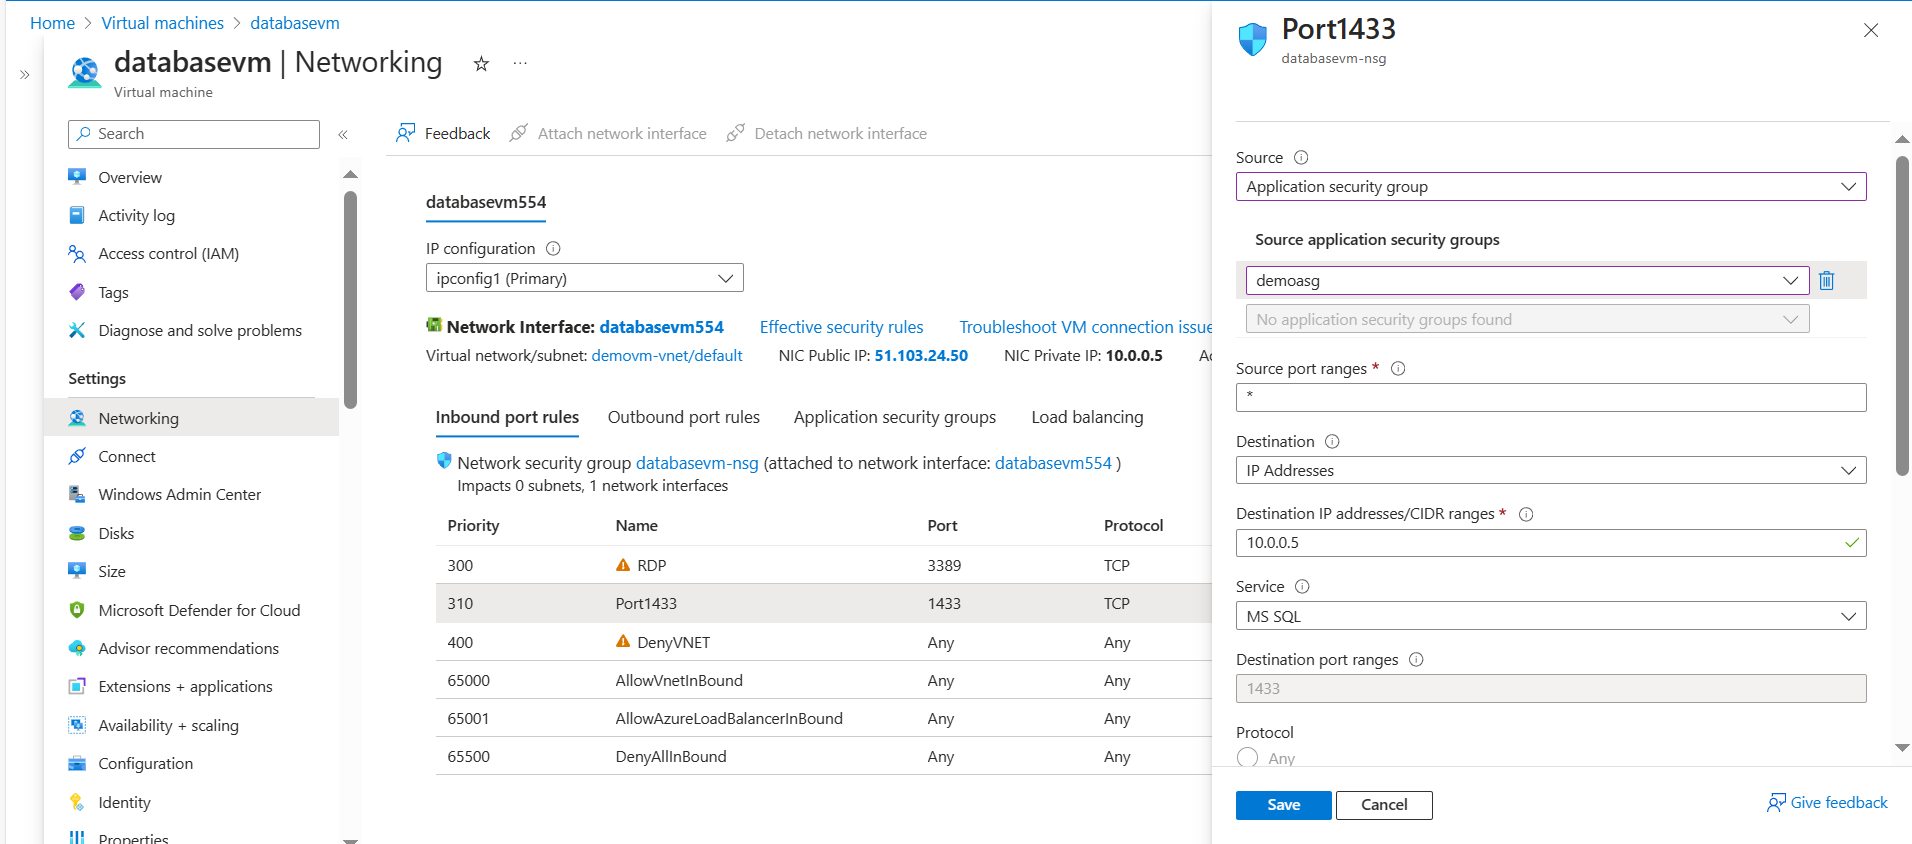 Home > Virtual machines > databasevm
databasevm | Networking
Virtual machine
Search
Overview
Activity log
Access control (IAM)
Tags
Diagnose and solve problems
Settings
Networking
Connect
Windows Admin Center
Disks
Size
Microsoft Defender for Cloud
Advisor recommendations
Extensions + applications
Availability + scaling
Configuration
Identity
Properties
Feedback Attach network interface Detach network interface
databasevm554
IP configuration
ipconfig1 (Primary)
Network Interface: databasevm554 Effective security rules Troubleshoot VM connection issue
Virtual network/subnet: demovm-vnet/default NIC Public IP: 51.103.24.50 NIC Private IP: 10.0.0.5
Inbound port rules Outbound port rules Application security groups Load balancing
Network security group databasevm-nsg (attached to network interface: databasevm554 )
Impacts 0 subnets, 1 network interfaces
Priority Name Port Protocol
300 RDP 3389 TCP
310 Port1433 1433 TCP
400 DenyVNET Any Any
65000 AllowVnetInBound Any Any
65001 AllowAzureLoadBalancerInBound Any Any
65500 DenyAllInBound Any Any
Port1433
databasevm-nsg
Source
Application security group
Source application security groups
demoasg
No application security groups found
Source port ranges *
*
Destination
IP Addresses
Destination IP addresses/CIDR ranges *
10.0.0.5
Service
MS SQL
Destination port ranges
1433
Protocol
Any
Save Cancel Give feedback